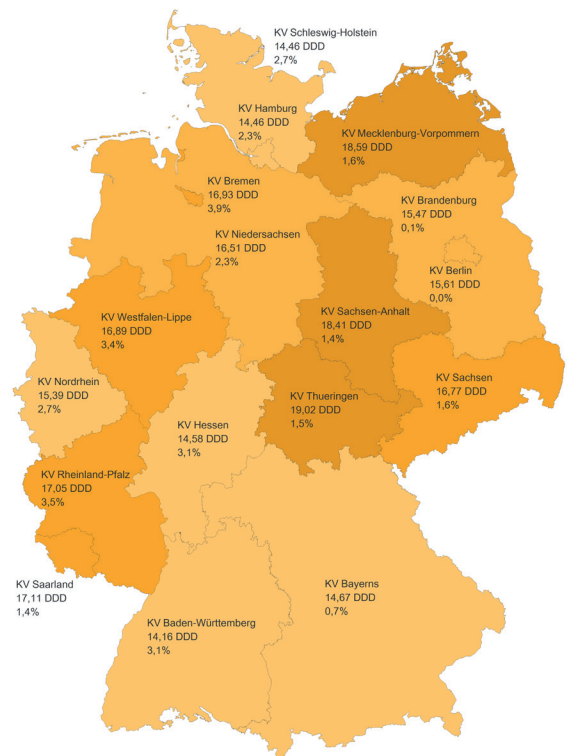 KV Schleswig-Holstein
14,46 DDD
2,7%
KV Hamburg
14,46 DDD
2,3%
KV Mecklenburg-Vorpommern
18,59 DDD
1,6%
KV Bremen
16,93 DDD
3,9%
KV Brandenburg
15,47 DDD
0,1%
KV Niedersachsen
16,51 DDD
2,3%
KV Berlin
15,61 DDD
0,0%
KV Westfalen-Lippe
16,89 DDD
3,4%
KV Sachsen-Anhalt
18,41 DDD
1,4%
KV Nordrhein
15,39 DDD
2,7%
KV Hessen
14,58 DDD
3,1%
KV Thueringen
19,02 DDD
1,5%
KV Sachsen
16,77 DDD
1,6%
KV Rheinland-Pfalz
17,05 DDD
3,5%
KV Saarland
17,11 DDD
1,4%
KV Bayerns
14,67 DDD
0,7%
KV Baden-Württemberg
14,16 DDD
3,1%